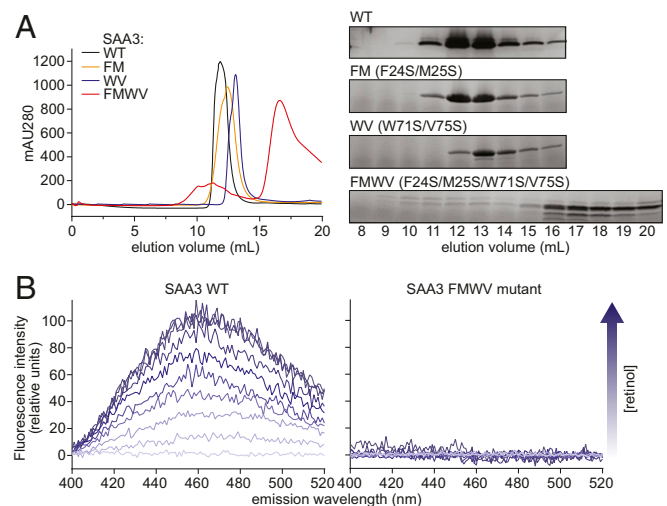 A
SAA3:
WT
FM
WV
FMWV
mAU280
1200
1000
800
600
400
200
0
0 5 10 15 20
elution volume (mL)
WT
FM (F24S/M25S)
WV (W71S/V75S)
FMWV (F24S/M25S/W71S/V75S)
8 9 10 11 12 13 14 15 16 17 18 19 20
elution volume (mL)
B
SAA3 WT
SAA3 FMWV mutant
Fluorescence intensity
(relative units)
100
80
60
40
20
0
400 420 440 460 480 500 520
400 420 440 460 480 500 520
emission wavelength (nm)
[retinol]